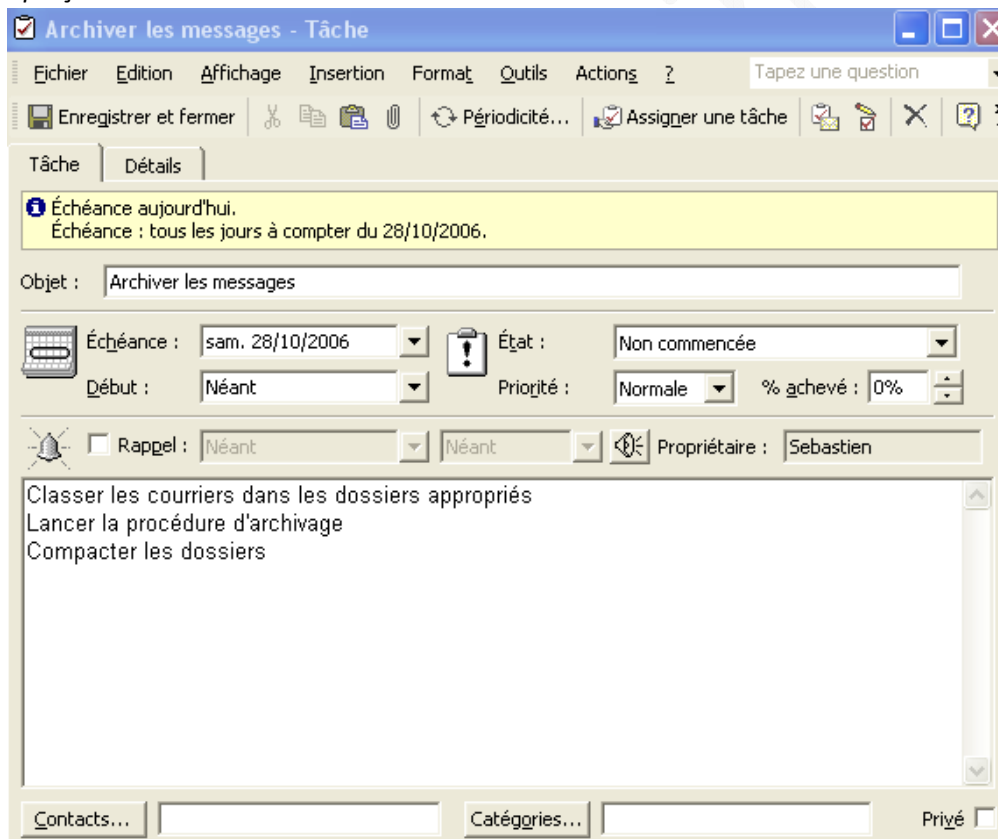 Archiver les messages - Tâche
Fichier Edition Affichage Insertion Format Outils Actions ? Tapez une question
Enregistrer et fermer Périodicité... Assigner une tâche
Tâche Détails
Échéance aujourd'hui.
Échéance : tous les jours à compter du 28/10/2006.
Objet : Archiver les messages
Échéance : sam. 28/10/2006 État : Non commencée
Début : Néant Priorité : Normale % achevé : 0%
Rappel : Néant Néant Propriétaire : Sebastien
Classer les courriers dans les dossiers appropriés
Lancer la procédure d'archivage
Compacter les dossiers
Contacts... Catégories... Privé